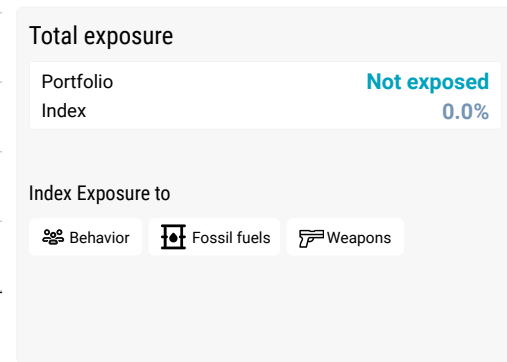 Total exposure
Portfolio Not exposed
Index 0.0%
Index Exposure to
Behavior Fossil fuels Weapons